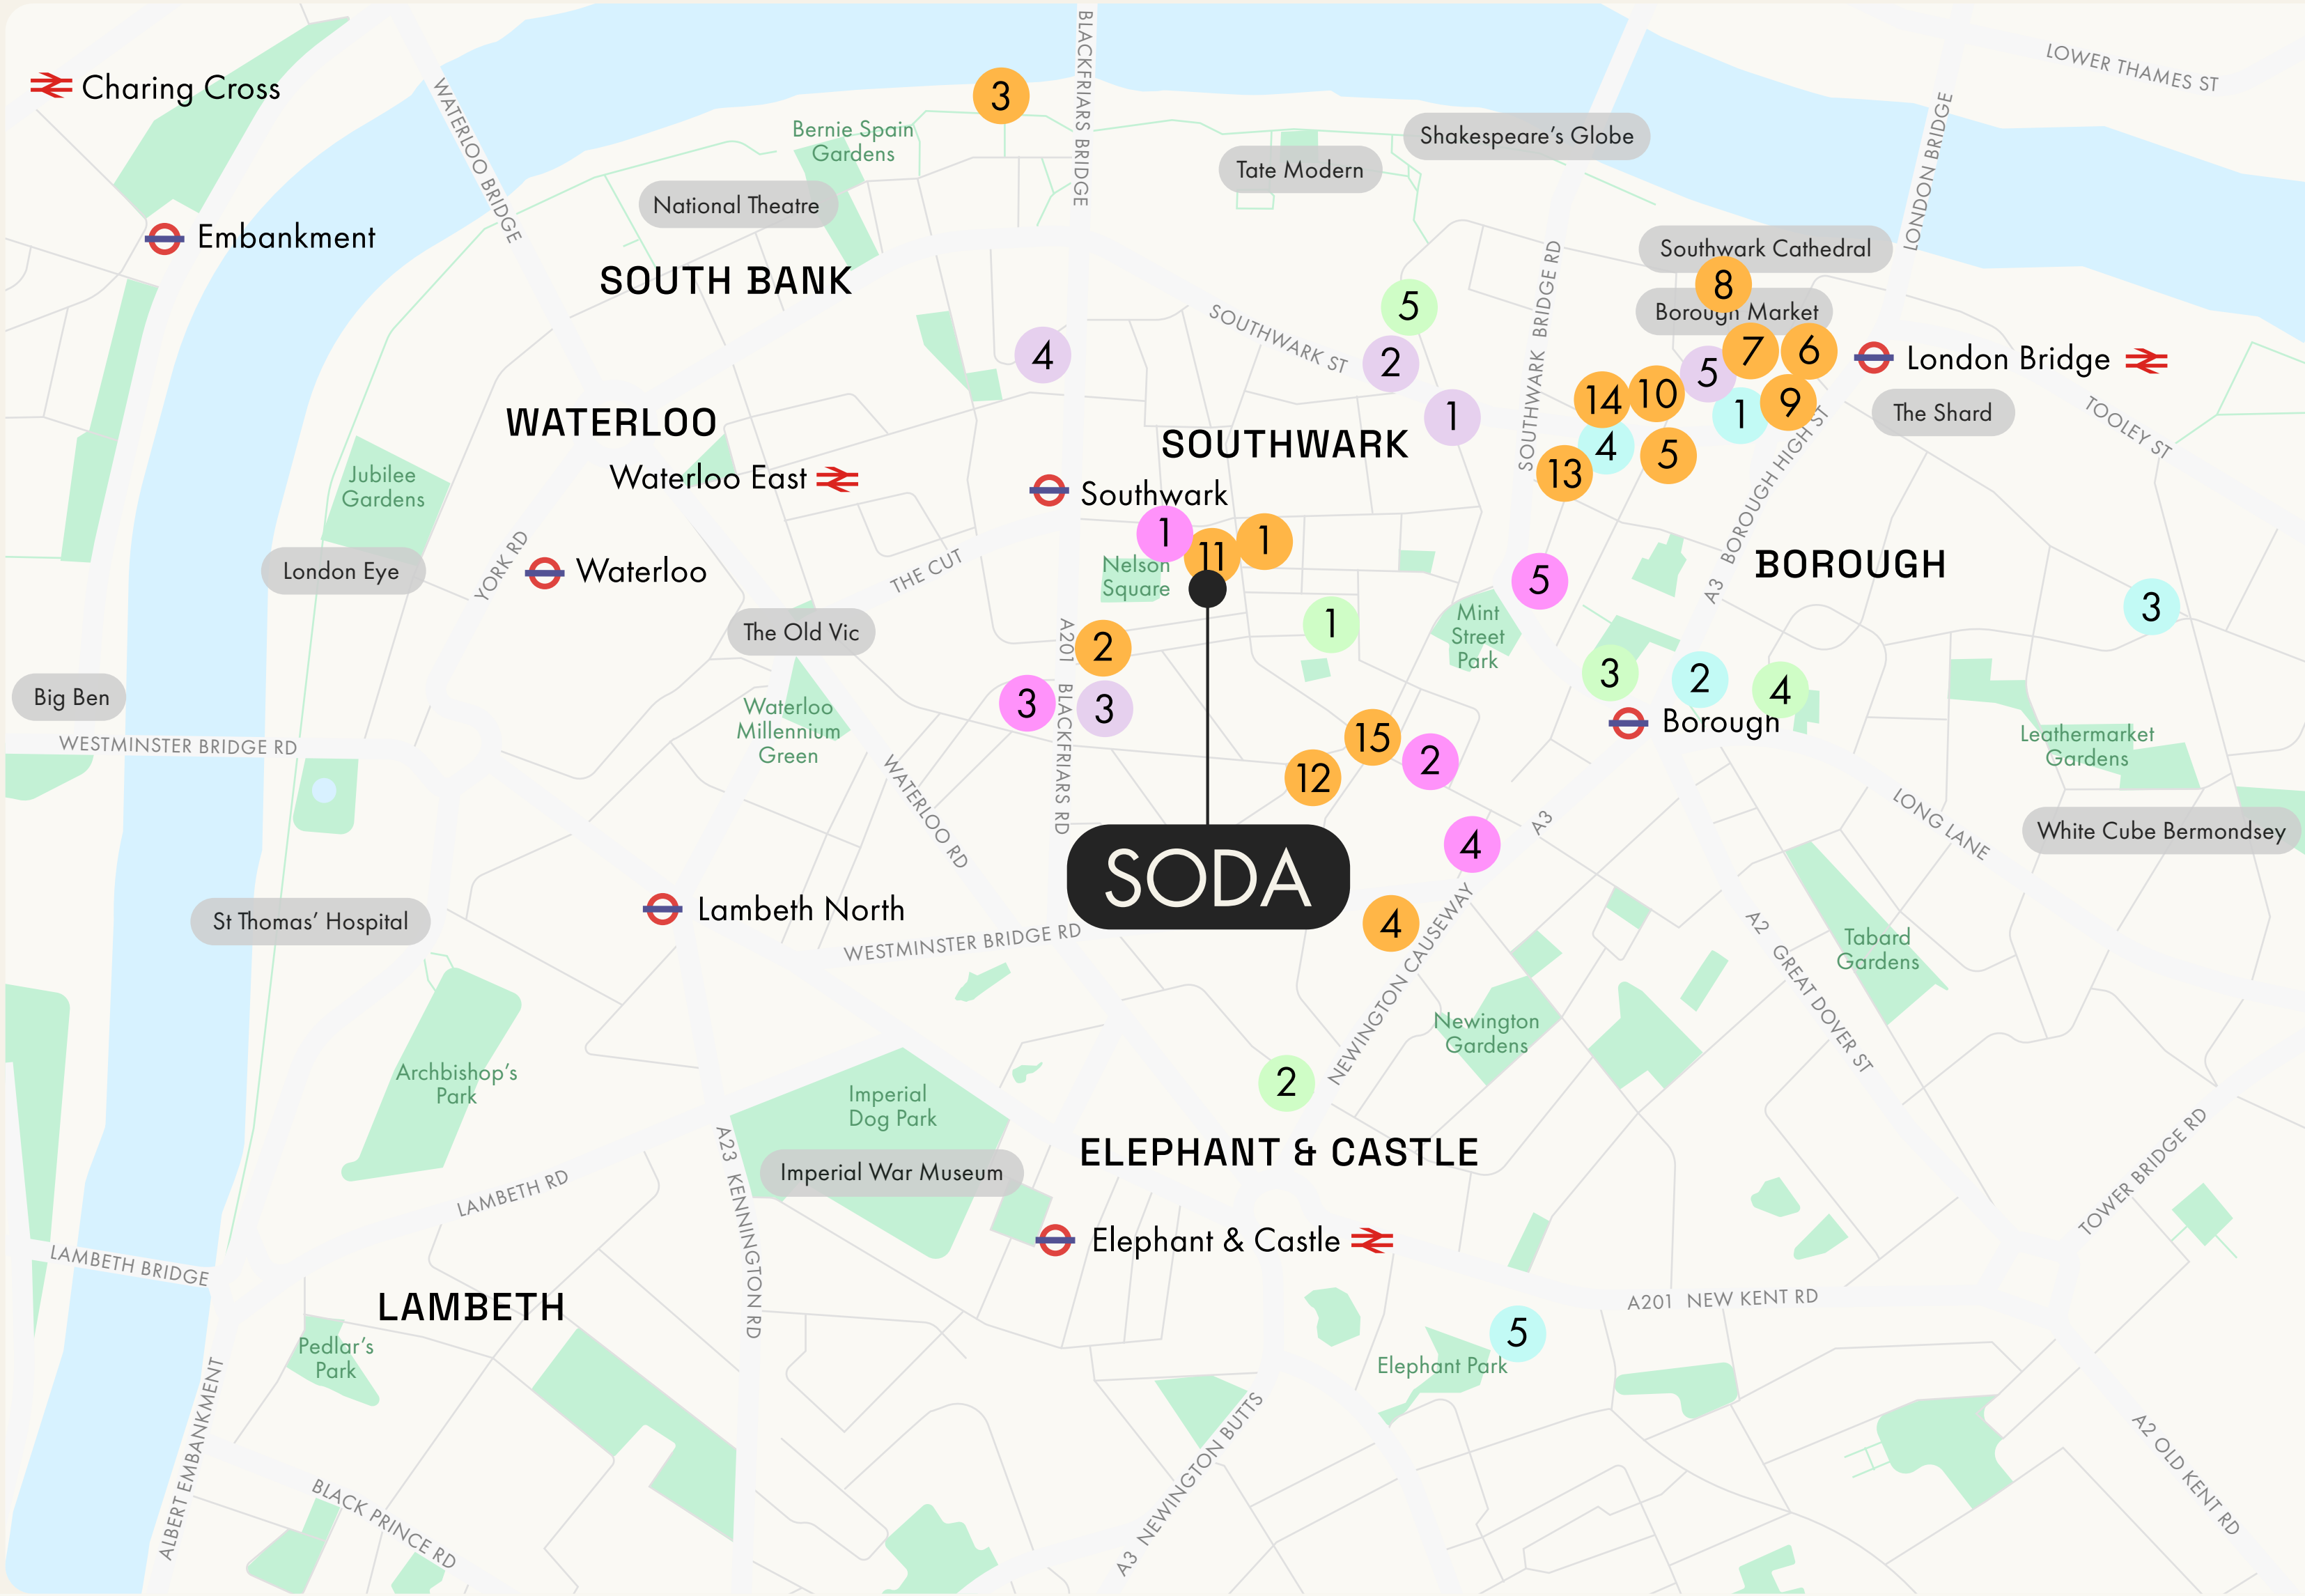 LOWER THAMES ST
BLACKFRIARS BRIDGE
Charing Cross
3
WATERLOO BRIDGE
Bernie Spain
Gardens
Shakespeare's Globe
LONDON BRIDGE
Tate Modern
National Theatre
Embankment
Southwark Cathedral
SOUTH BANK
8
5
Borough Market
SOUTHWARK ST
SOUTHWARK BRIDGE RD
4
2
7
6
London Bridge
5
14
10
9
1
1
The Shard
TOOLEY ST
WATERLOO
SOUTHWARK
4
5
13
Waterloo East
Jubilee
Gardens
Southwark
A3 BOROUGH HIGH ST
1
11
1
BOROUGH
London Eye
YORK RD
Waterloo
THE CUT
Nelson
Square
5
3
1
Mint
Street
Park
The Old Vic
A201 BLACKFRIARS RD
2
3
2
4
Big Ben
3
3
Waterloo
Millennium
Green
Borough
Leathermarket
Gardens
WESTMINSTER BRIDGE RD
15
12
2
WATERLOO RD
A3
LONG LANE
White Cube Bermondsey
4
SODA
St Thomas' Hospital
Lambeth North
WESTMINSTER BRIDGE RD
4
NEWINGTON CAUSEWAY
A2 GREAT DOVER ST
Tabard
Gardens
Newington
Gardens
Archbishop's
Park
Imperial
Dog Park
2
TOWER BRIDGE RD
ELEPHANT & CASTLE
A23 KENNINGTON RD
Imperial War Museum
LAMBETH RD
Elephant & Castle
LAMBETH BRIDGE
LAMBETH
A201 NEW KENT RD
5
Pedlar's
Park
Elephant Park
ALBERT EMBANKMENT
A3 NEWINGTON BUTTS
A2 OLD KENT RD
BLACK PRINCE RD